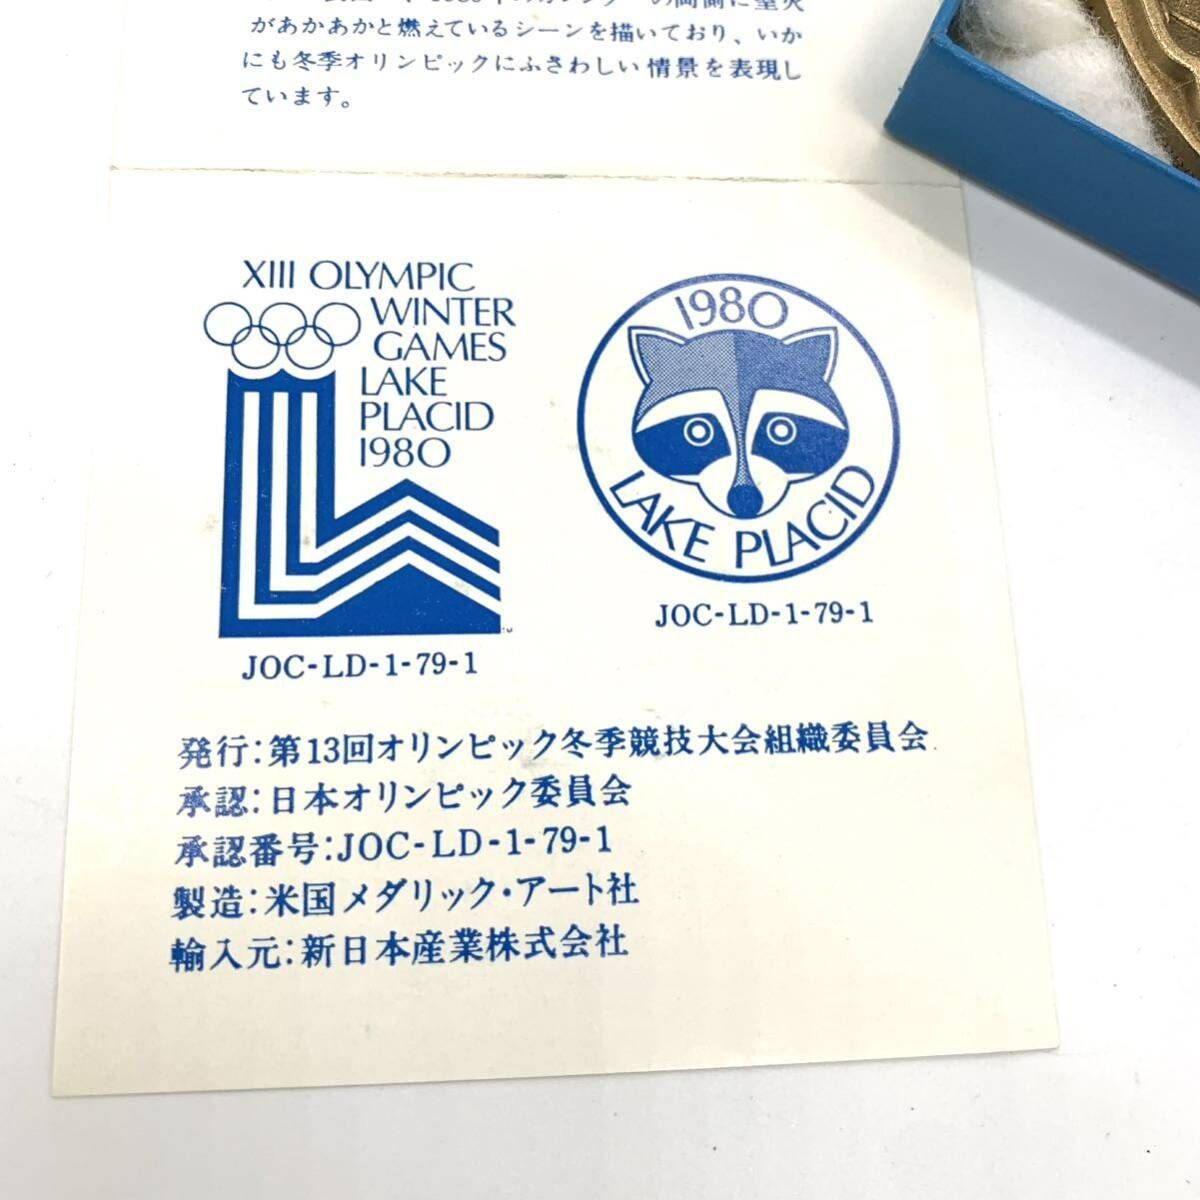 があかあかと燃えているシーンを描いており、いか
にも冬季オリンピックにふさわしい情景を表現し
ています。
XIII OLYMPIC
WINTER
GAMES
LAKE
PLACID
1980
JOC-LD-1-79-1
1980
LAKE PLACID
JOC-LD-1-79-1
発行:第13回オリンピック冬季競技大会組織委員会
承認:日本オリンピック委員会
承認番号:JOC-LD-1-79-1
製造:米国メダリック・アート社
輸入元:新日本産業株式会社